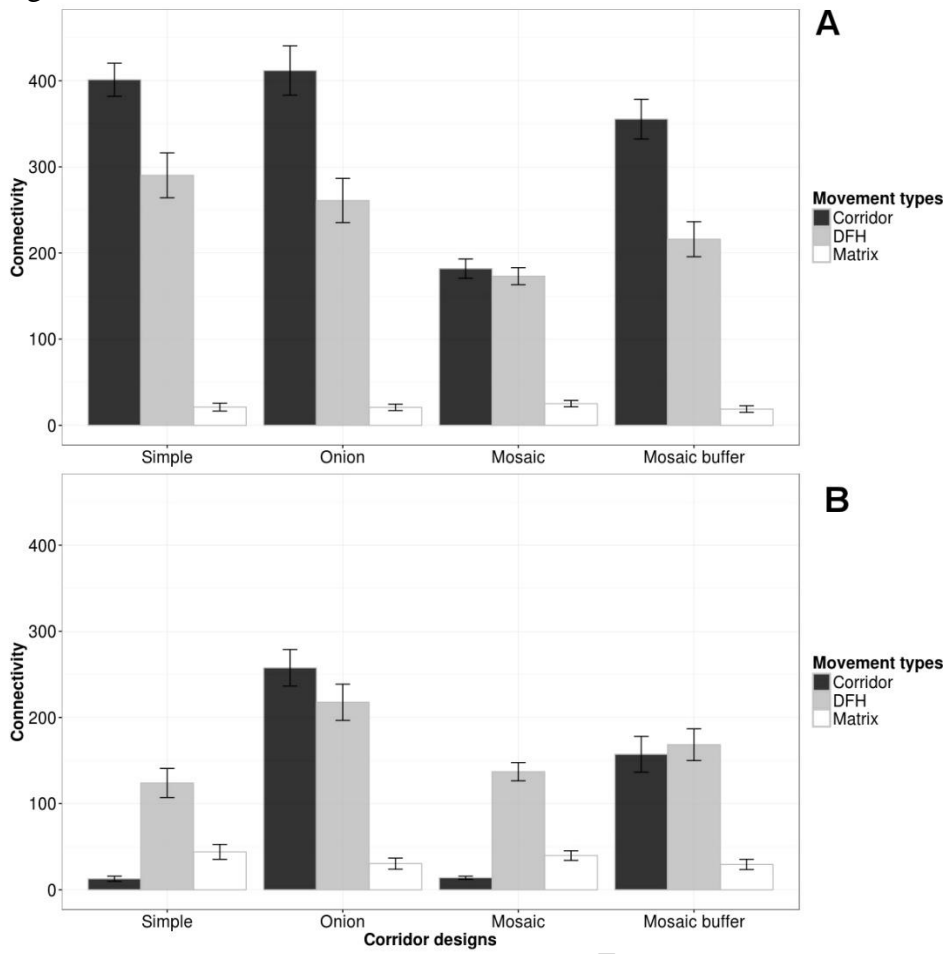 A
400
300
200
100
0
Connectivity
Simple Onion Mosaic Mosaic buffer
Movement types
Corridor
DFH
Matrix
B
400
300
200
100
0
Connectivity
Simple Onion Mosaic Mosaic buffer
Corridor designs
Movement types
Corridor
DFH
Matrix